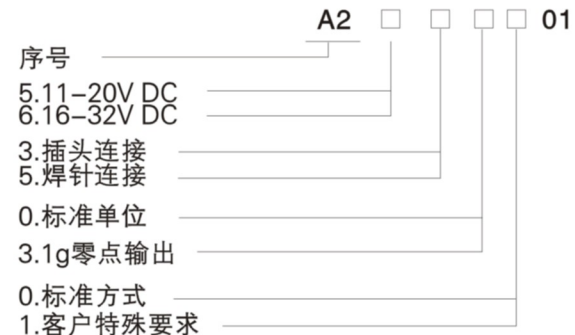 A2 □ □ □ □ 01
序号
5.11-20V DC
6.16-32V DC
3.插头连接
5.焊针连接
0.标准单位
3.1g零点输出
0.标准方式
1.客户特殊要求